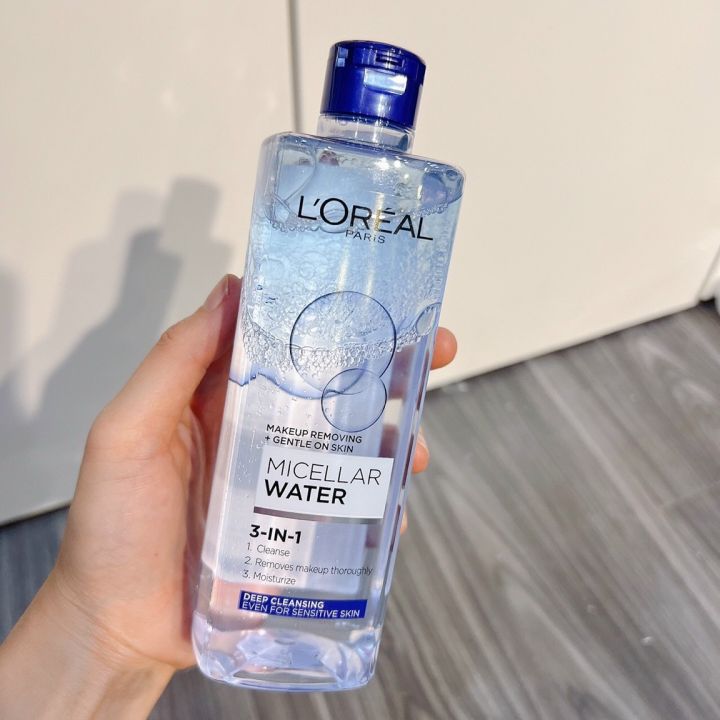 L'ORÉAL
PARIS
MAKEUP REMOVING
+ GENTLE ON SKIN
MICELLAR
WATER
3-IN-1
1. Cleanse
2. Removes makeup thoroughly
3. Moisturize
DEEP CLEANSING
EVEN FOR SENSITIVE SKIN